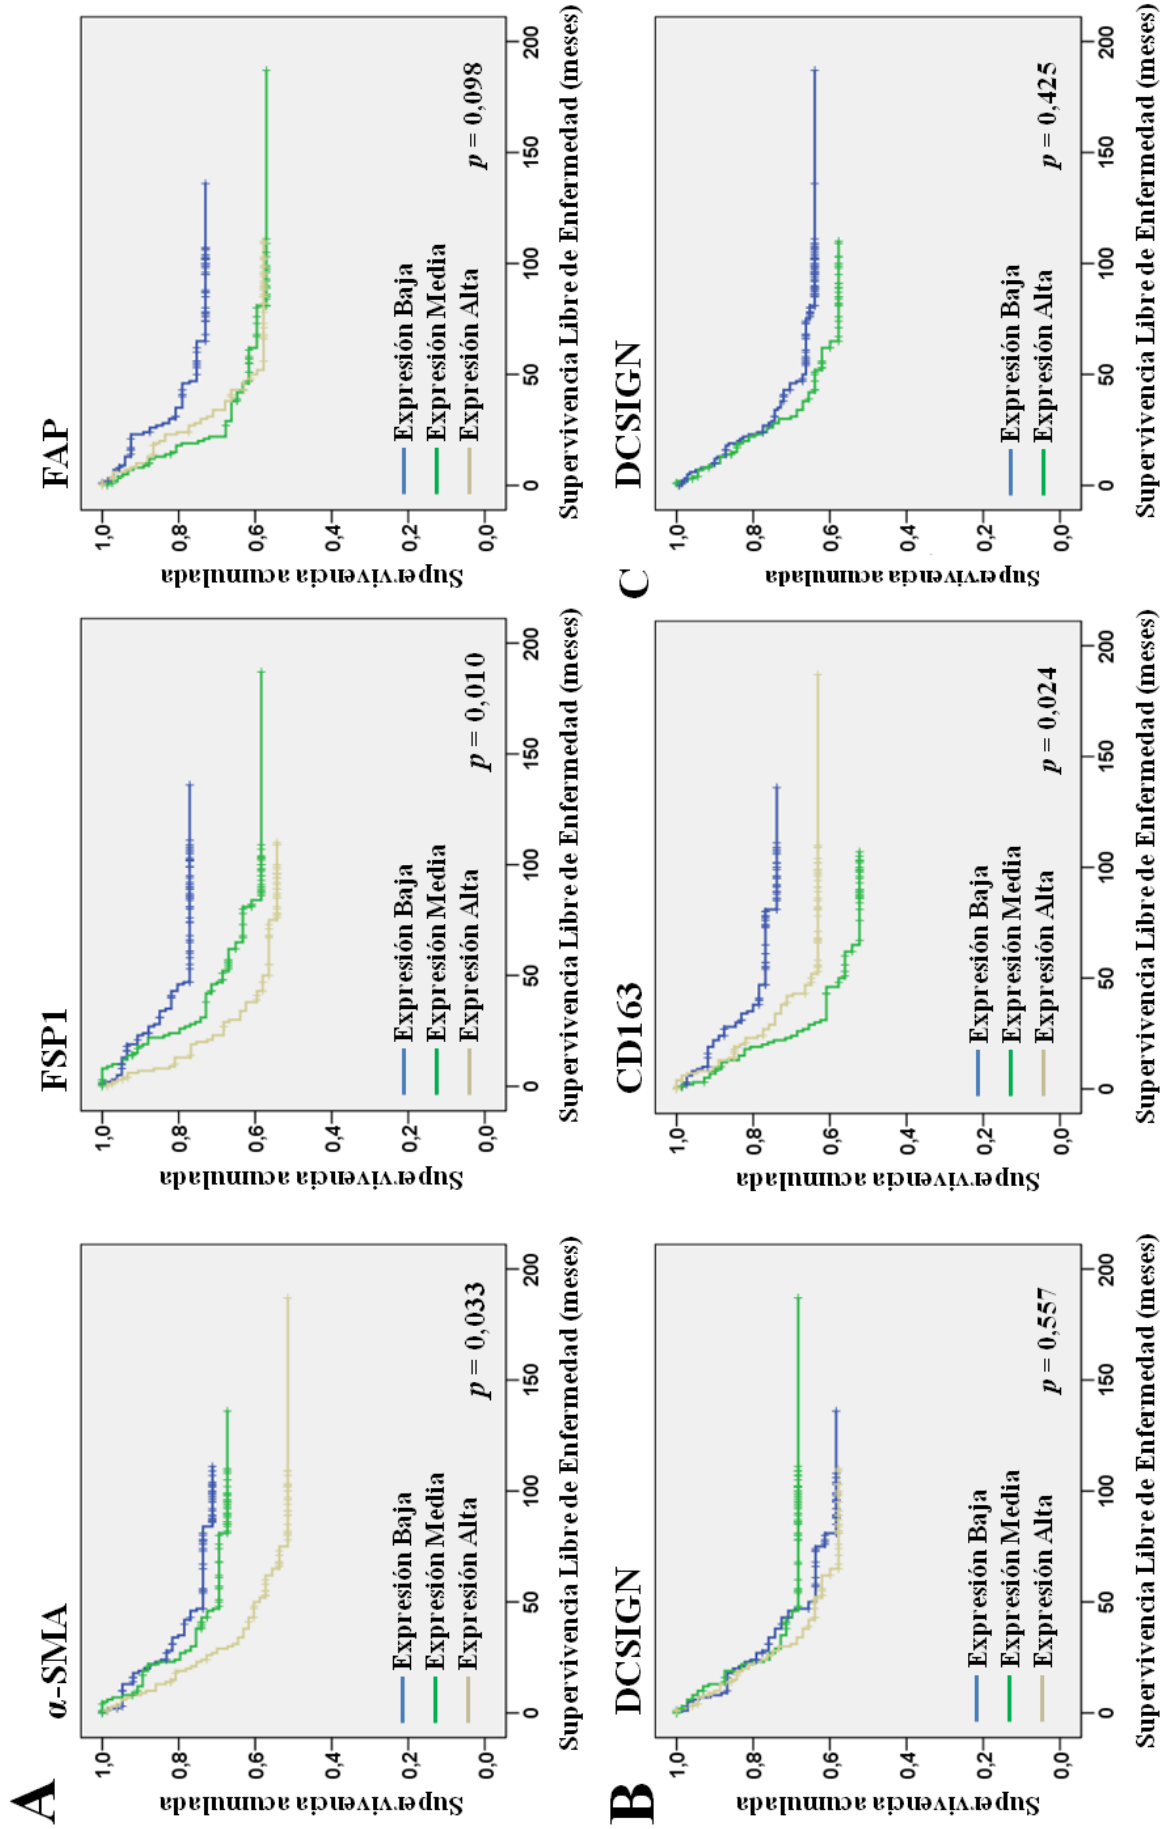 A
α-SMA
Supervivencia acumulada
1,0
0,8
0,6
0,4
0,2
0,0
Expresión Baja
Expresión Media
Expresión Alta
p = 0,033
0
50
100
150
200
Supervivencia Libre de Enfermedad (meses)
FSP1
Supervivencia acumulada
1,0
0,8
0,6
0,4
0,2
0,0
Expresión Baja
Expresión Media
Expresión Alta
p = 0,010
0
50
100
150
200
Supervivencia Libre de Enfermedad (meses)
FAP
Supervivencia acumulada
1,0
0,8
0,6
0,4
0,2
0,0
Expresión Baja
Expresión Media
Expresión Alta
p = 0,098
0
50
100
150
200
Supervivencia Libre de Enfermedad (meses)
B
DCSIGN
Supervivencia acumulada
1,0
0,8
0,6
0,4
0,2
0,0
Expresión Baja
Expresión Media
Expresión Alta
p = 0,557
0
50
100
150
200
Supervivencia Libre de Enfermedad (meses)
CD163
Supervivencia acumulada
1,0
0,8
0,6
0,4
0,2
0,0
Expresión Baja
Expresión Media
Expresión Alta
p = 0,024
0
50
100
150
200
Supervivencia Libre de Enfermedad (meses)
C
DCSIGN
Supervivencia acumulada
1,0
0,8
0,6
0,4
0,2
0,0
Expresión Baja
Expresión Alta
p = 0,425
0
50
100
150
200
Supervivencia Libre de Enfermedad (meses)